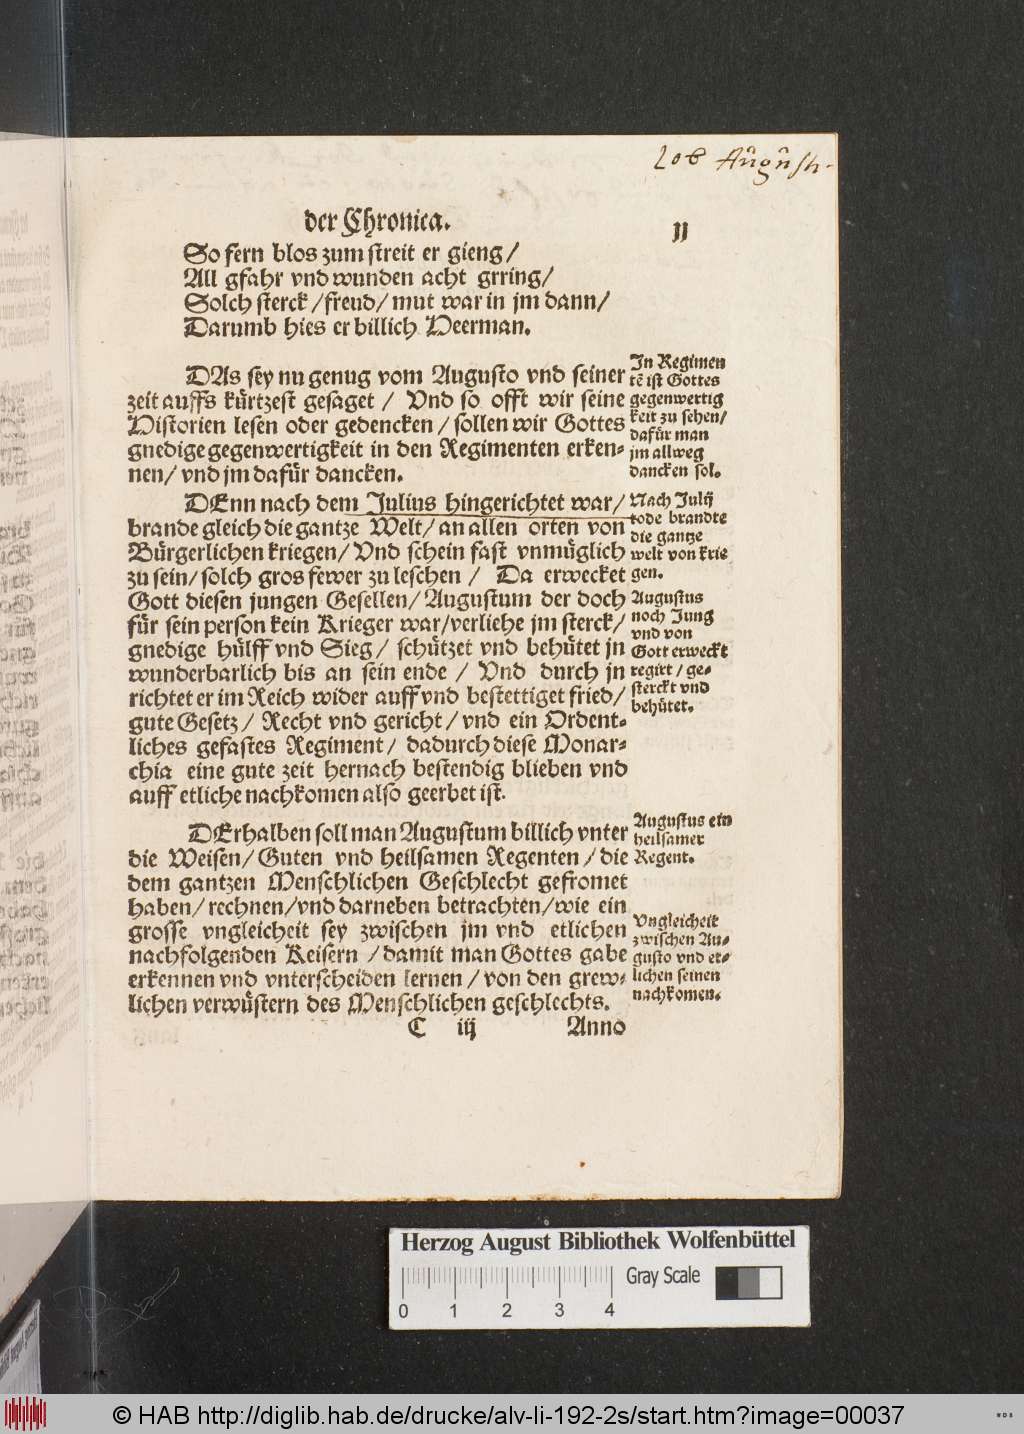 Lob August.
der Chronica. 11
So fern blos zum streit er gieng /
All gfahr vnd wunden acht grring /
Solch sterck / freud / mut war in jm dann /
Darumb hies er billich Heerman.
DAs sey nu genug vom Augusto vnd seiner
zeit auffs kürtzest gesaget / Vnd so offt wir seine
Historien lesen oder gedencken / sollen wir Gottes
gnedige gegenwertigkeit in den Regimenten erken-
nen / vnd jm dafür dancken.
In Regimen
tē ist Gottes
gegenwertig
keit zu sehen /
dafür man
jm allweg
dancken sol.
DEnn nach dem Julius hingerichtet war /
brande gleich die gantze Welt / an allen orten von
Bürgerlichen kriegen / Vnd schein fast vnmüglich
zu sein / solch gros fewer zu leschen / Da erwecket
Gott diesen jungen Gesellen / Augustum der doch
für sein person kein Krieger war / verliehe jm sterck /
gnedige hülff vnd Sieg / schützet vnd behütet jn
wunderbarlich bis an sein ende / Vnd durch jn
richtet er im Reich wider auff vnd bestettiget fried /
gute Gesetz / Recht vnd gericht / vnd ein Ordent-
liches gefastes Regiment / dadurch diese Monar-
chia eine gute zeit hernach bestendig blieben vnd
auff etliche nachkomen also geerbet ist.
Nach Julij
tode brandte
die gantze
welt von krie
gen.
Augustus
noch Jung
vnd von
Gott erweckt
regirt / ge-
sterckt vnd
behütet.
DErhalben soll man Augustum billich vnter
die Weisen / Guten vnd heilsamen Regenten / die
dem gantzen Menschlichen Geschlecht gefromet
haben / rechnen / vnd darneben betrachten / wie ein
grosse vngleicheit sey zwischen jm vnd etlichen
nachfolgenden Keisern / damit man Gottes gabe
erkennen vnd vnterscheiden lernen / von den grew-
lichen verwüstern des Menschlichen geschlechts.
Augustus ein
heilsamer
Regent.
Vngleicheit
zwischen Au-
gusto vnd et-
lichen seinen
nachkomen.
C iij Anno
Herzog August Bibliothek Wolfenbüttel
Gray Scale
0 1 2 3 4
© HAB http://diglib.hab.de/drucke/alv-li-192-2s/start.htm?image=00037